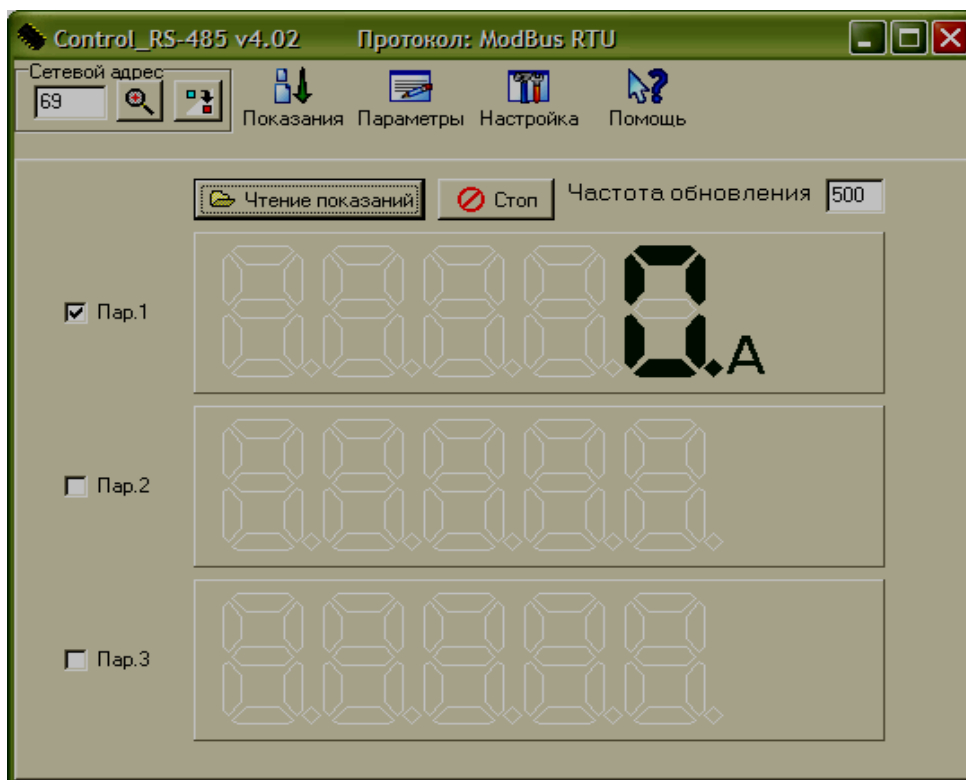 Control_RS-485 v4.02 Протокол: ModBus RTU
Сетевой адрес
69
Показания Параметры Настройка Помощь
Чтение показаний Стоп Частота обновления 500
Пар.1 0.A
Пар.2
Пар.3